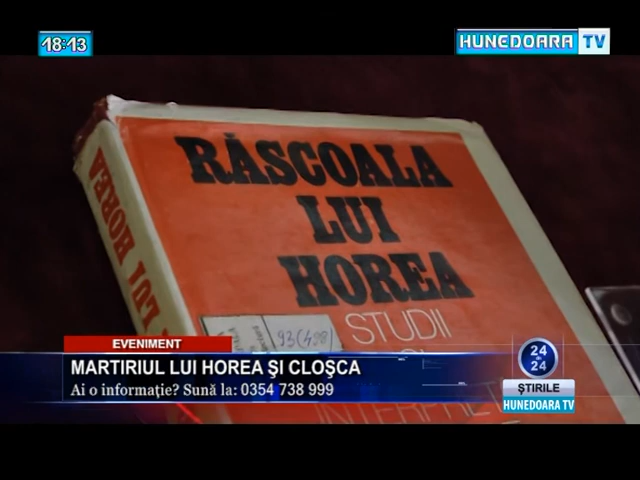 18:13
HUNEDOARA TV
RĂSCOALA
LUI
HOREA
STUDII
LUI HOREA
93(498)
EVENIMENT
MARTIRIUL LUI HOREA ŞI CLOŞCA
Ai o informaţie? Sună la: 0354 738 999
24
din
24
ŞTIRILE
HUNEDOARA TV